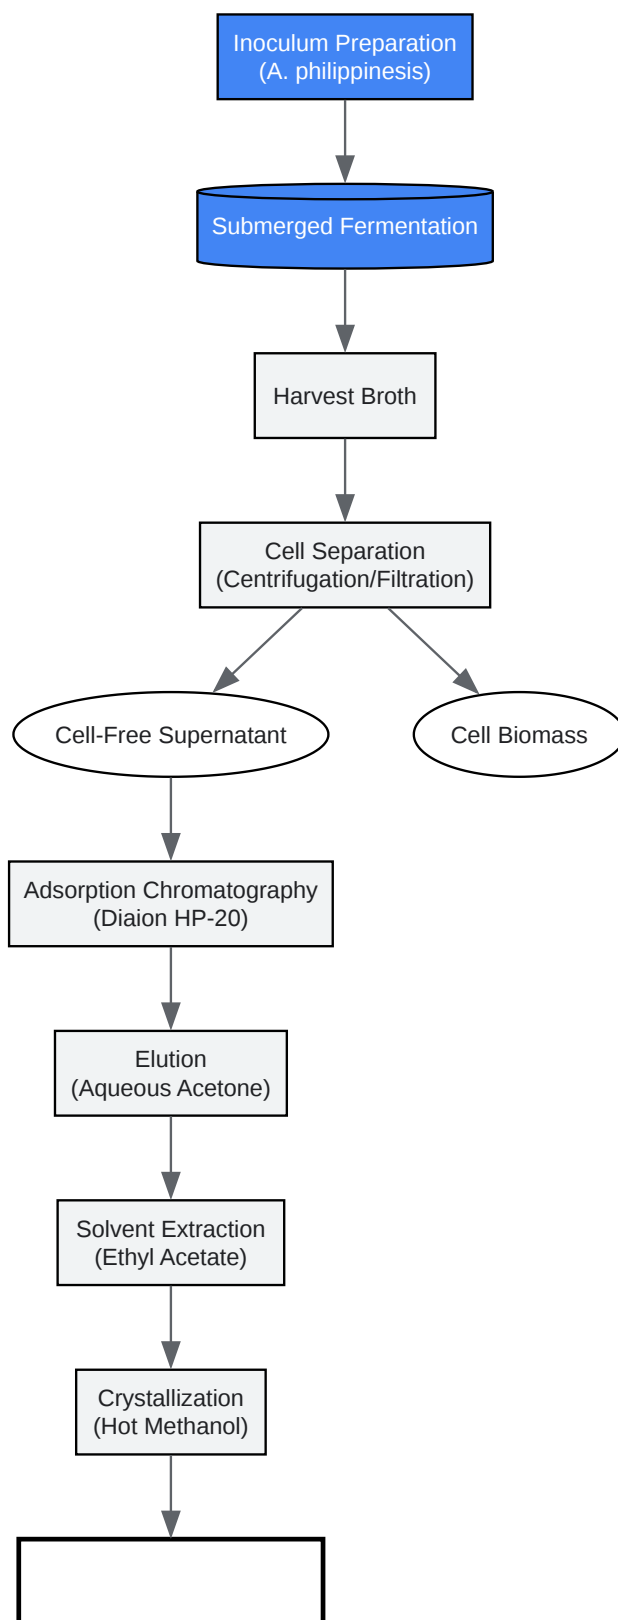 Inoculum Preparation
(A. philippinesis)
Submerged Fermentation
Harvest Broth
Cell Separation
(Centrifugation/Filtration)
Cell-Free Supernatant
Cell Biomass
Adsorption Chromatography
(Diaion HP-20)
Elution
(Aqueous Acetone)
Solvent Extraction
(Ethyl Acetate)
Crystallization
(Hot Methanol)